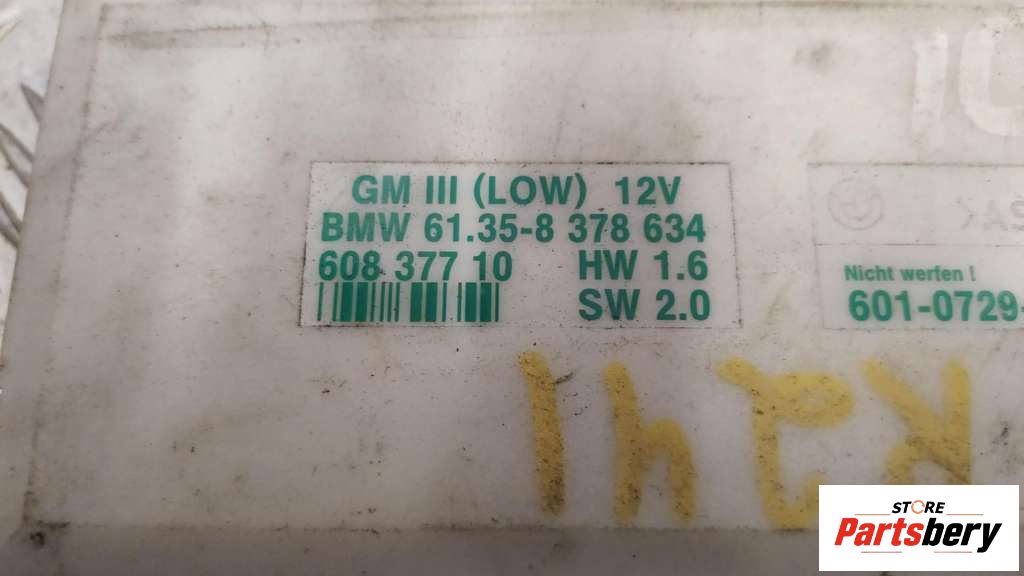 GM III (LOW) 12V
BMW 61.35-8 378 634
608 377 10 HW 1.6
SW 2.0
Nicht werfen !
601-0729-
STORE
Partsbery